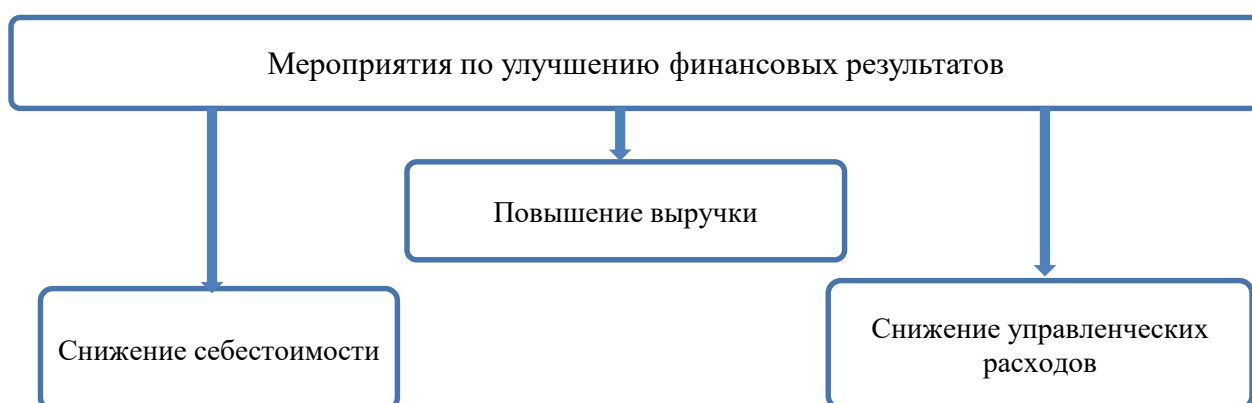 Мероприятия по улучшению финансовых результатов
Повышение выручки
Снижение себестоимости
Снижение управленческих
расходов